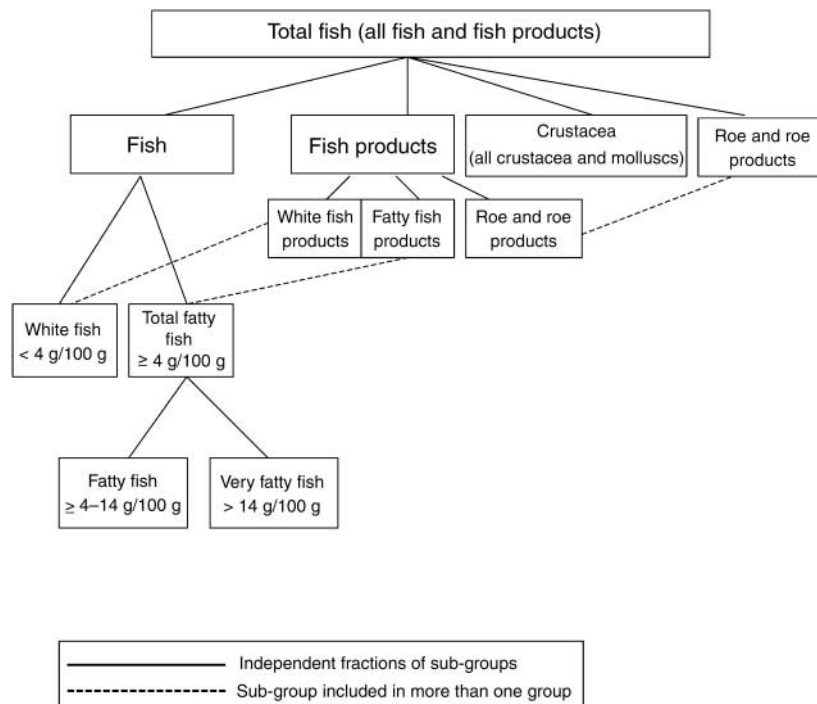 Total fish (all fish and fish products)
Fish
Fish products
Crustacea
(all crustacea and molluscs)
Roe and roe
products
White fish
products
Fatty fish
products
Roe and roe
products
White fish
< 4 g/100 g
Total fatty
fish
≥ 4 g/100 g
Fatty fish
≥ 4–14 g/100 g
Very fatty fish
> 14 g/100 g
Independent fractions of sub-groups
Sub-group included in more than one group